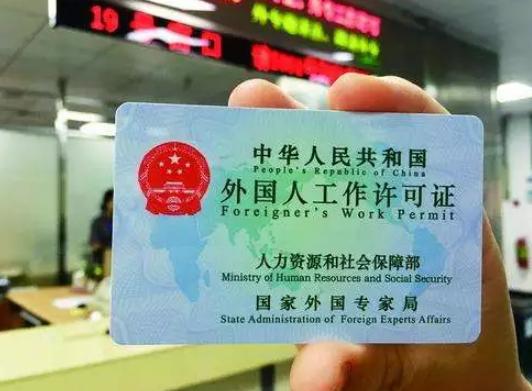 19
中华人民共和国
People's Republic of China
外国人工作许可证
Foreigner's Work Permit
人力资源和社会保障部
Ministry of Human Resources and Social Security
国家外国专家局
State Administration of Foreign Experts Affairs